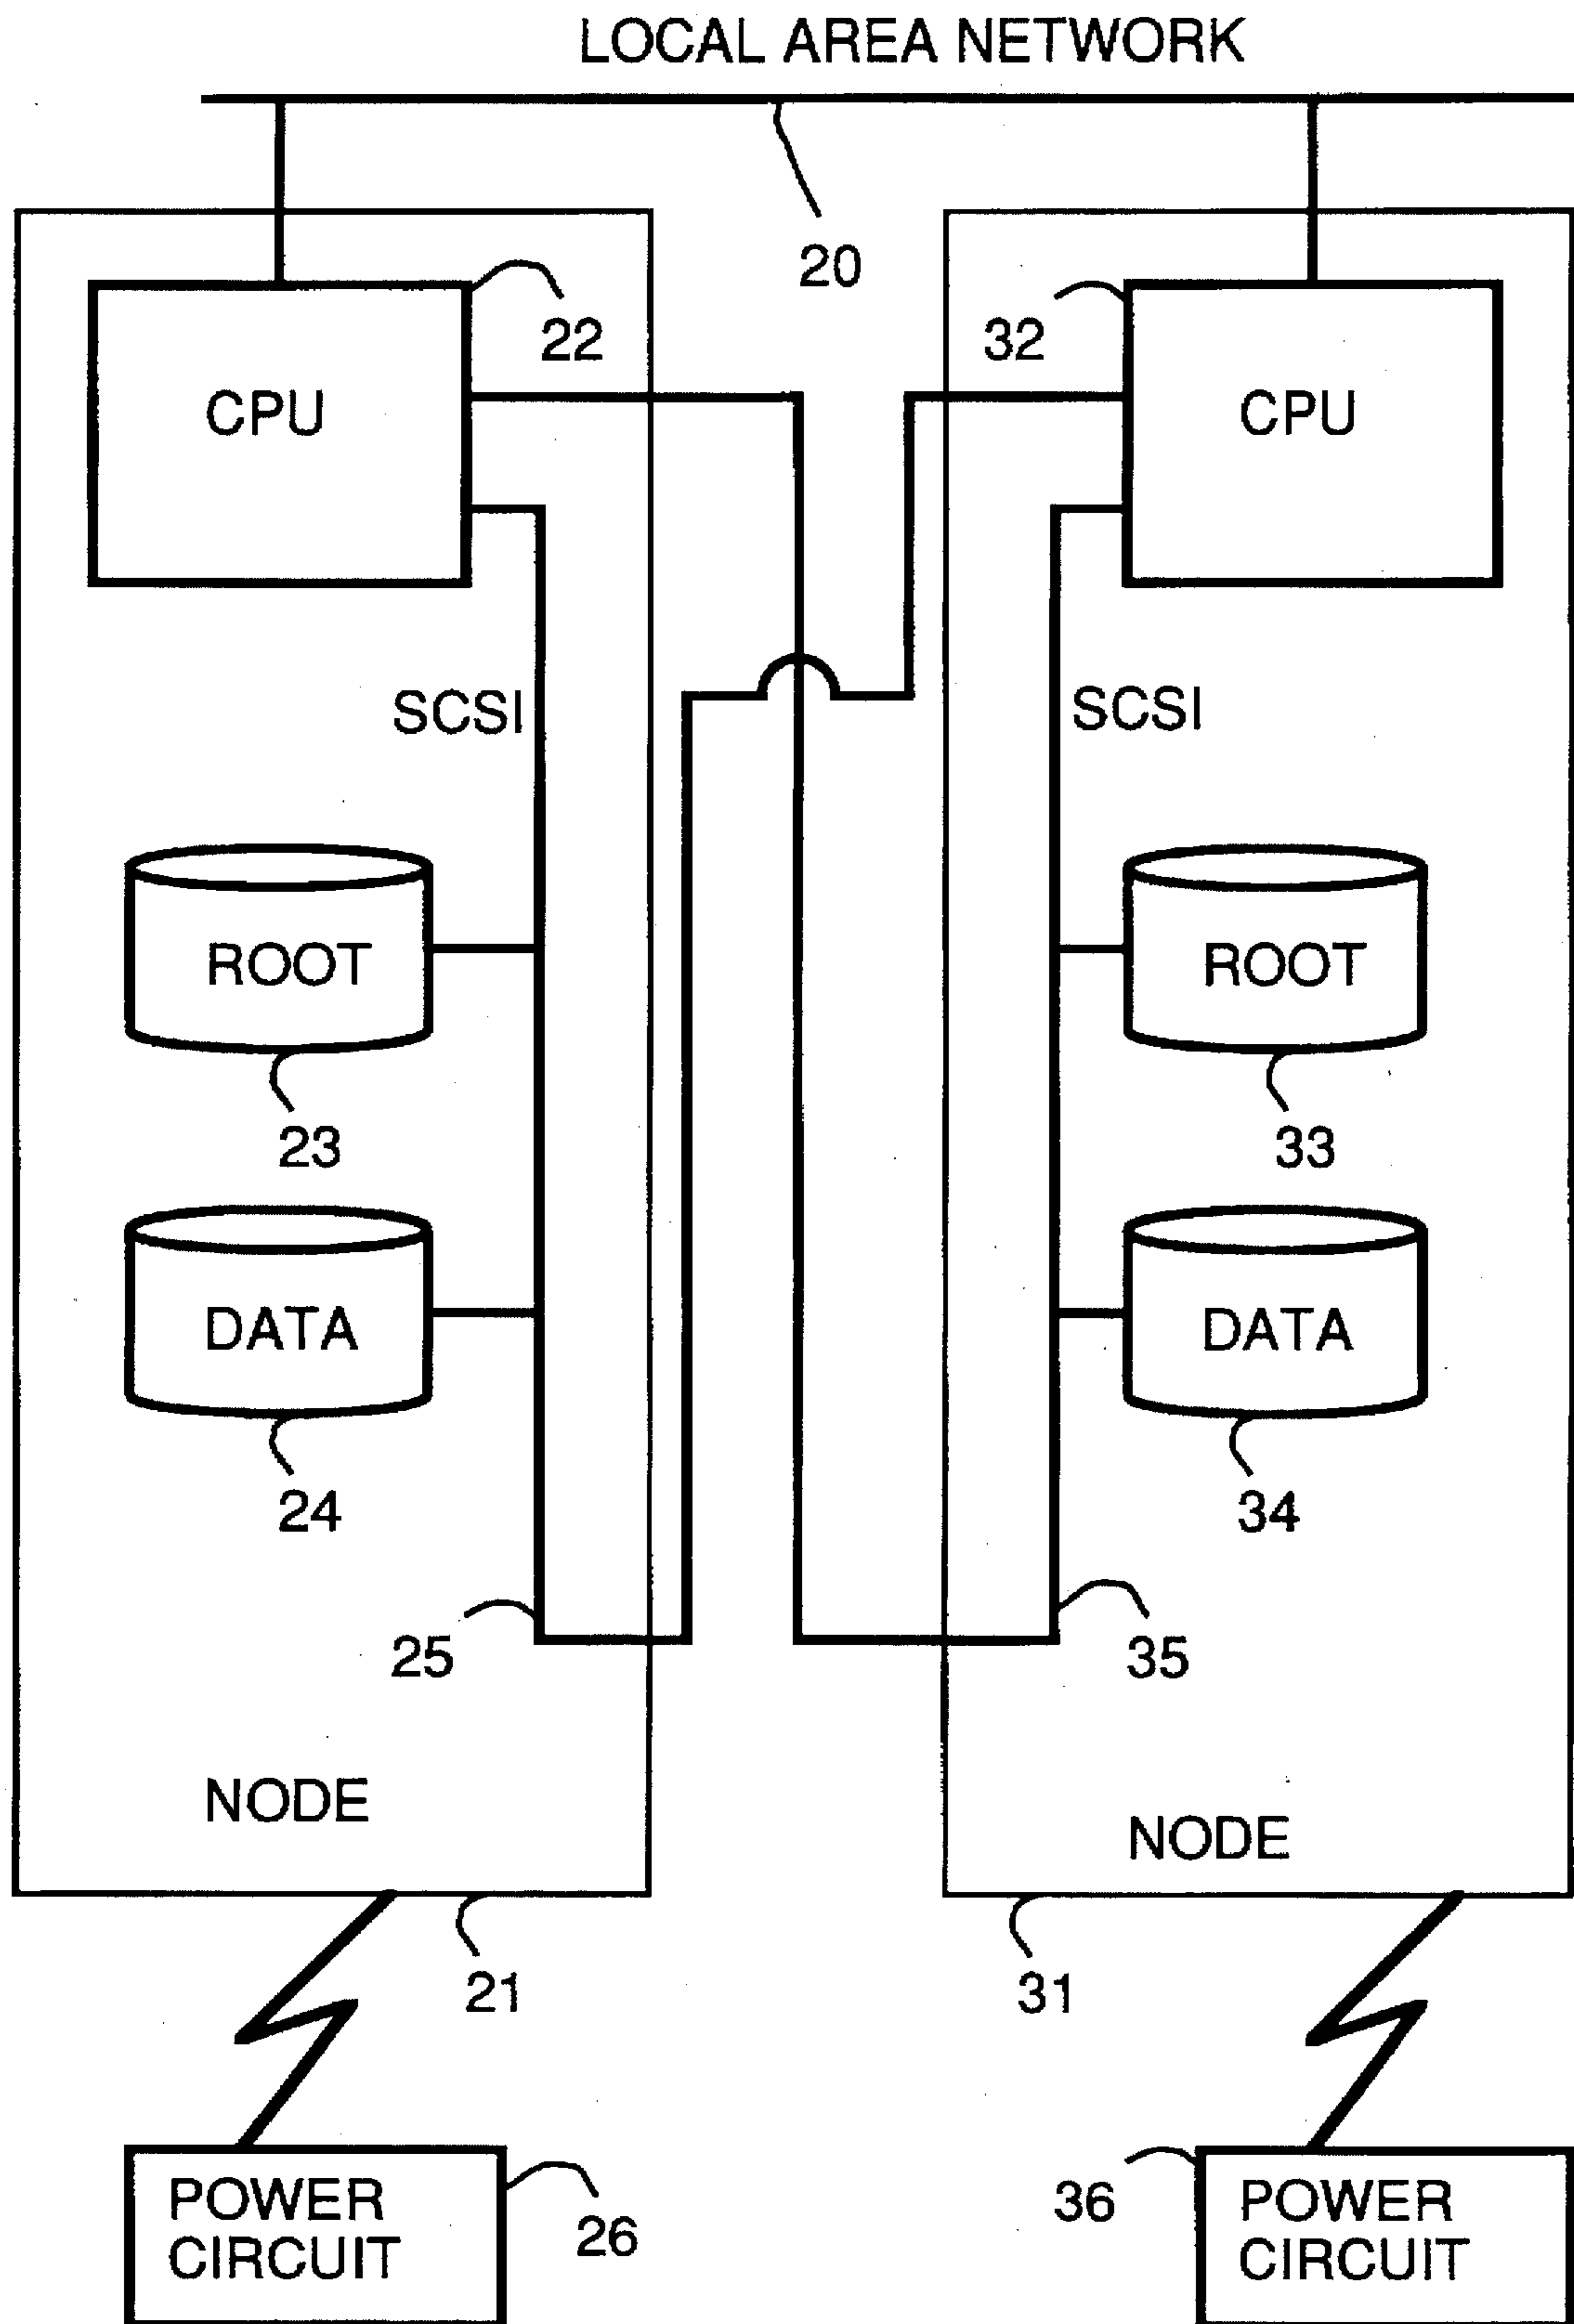 LOCAL AREA NETWORK
20
22
32
CPU
CPU
SCSI
SCSI
ROOT
ROOT
23
33
DATA
DATA
24
34
25
35
NODE
NODE
21
31
POWER
CIRCUIT
26
36
POWER
CIRCUIT